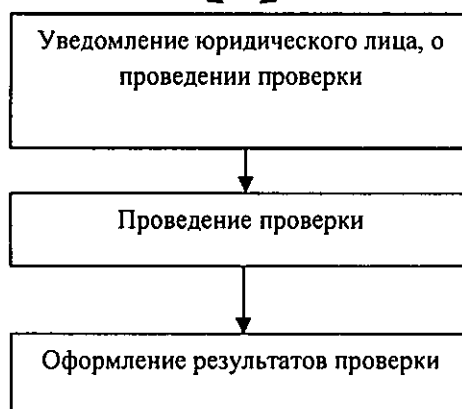 Уведомление юридического лица, о
проведении проверки
Проведение проверки
Оформление результатов проверки